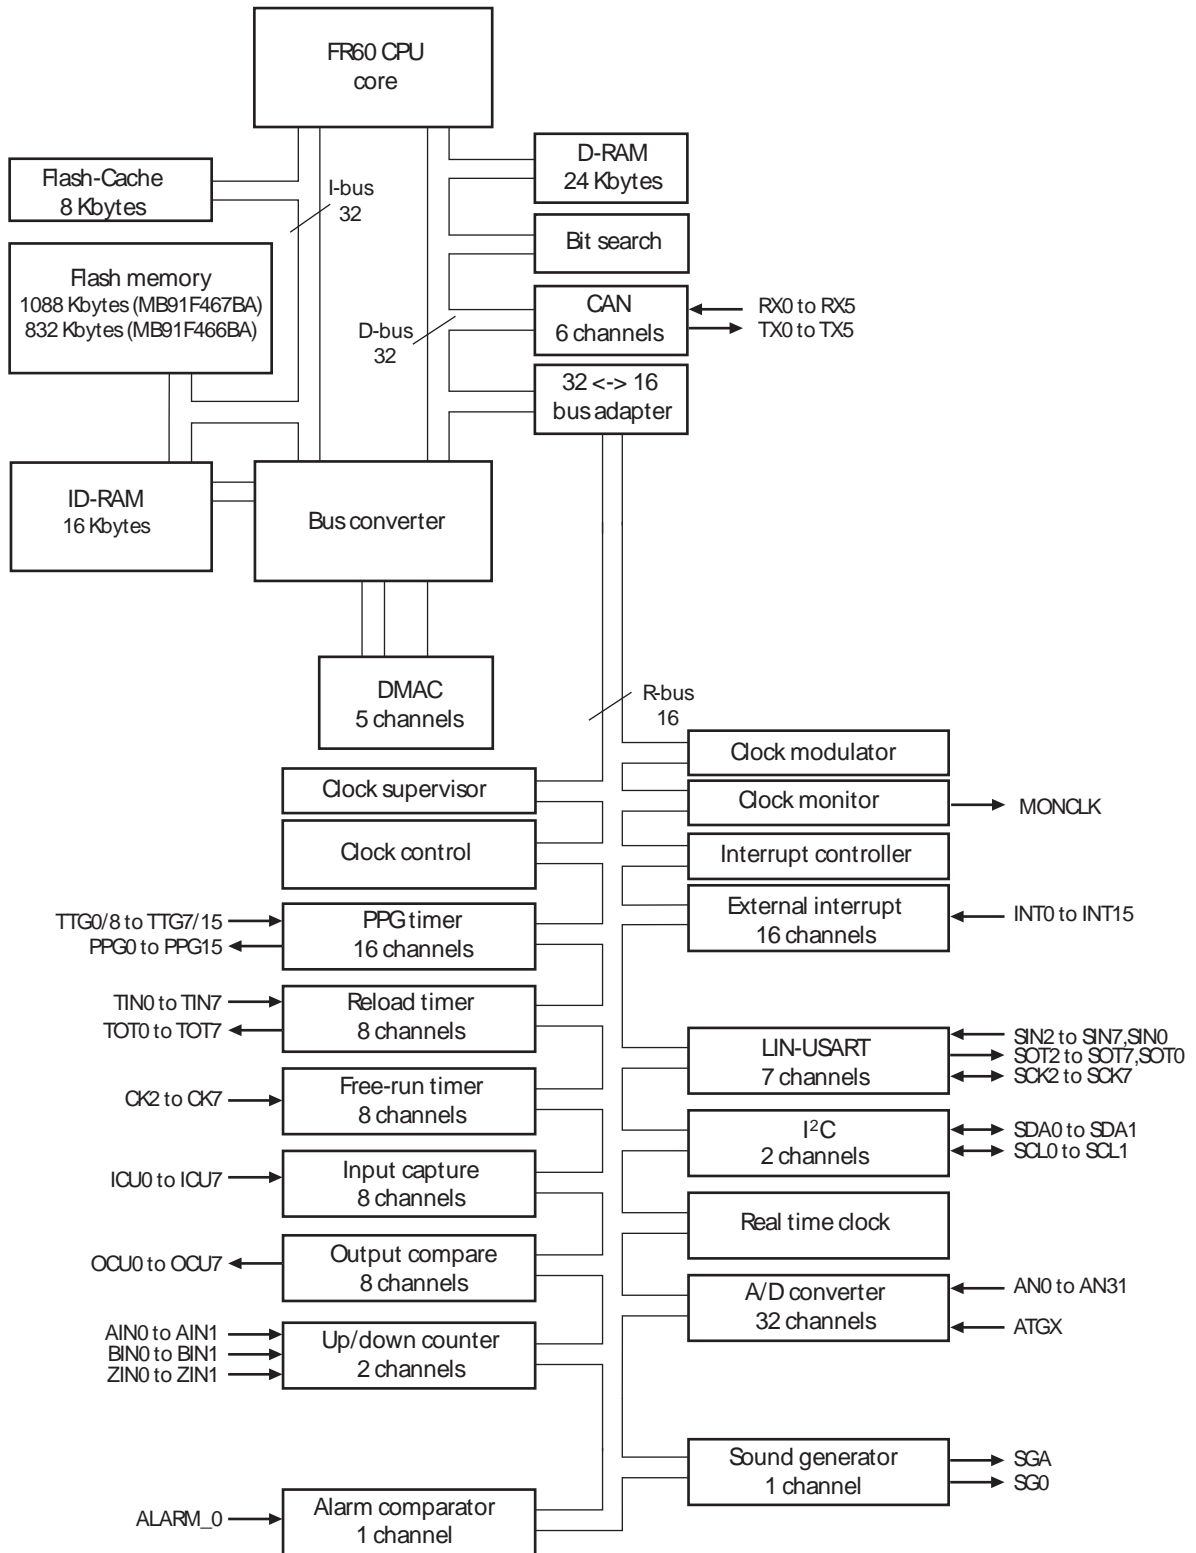 FR60 CPU
core
Flash-Cache
8 Kbytes
I-bus
32
D-RAM
24 Kbytes
Bit search
Flash memory
1088 Kbytes (MB91F467BA)
832 Kbytes (MB91F466BA)
D-bus
32
CAN
6 channels
RX0 to RX5
TX0 to TX5
32 <-> 16
bus adapter
ID-RAM
16 Kbytes
Bus converter
DMAC
5 channels
R-bus
16
Clock modulator
Clock supervisor
Clock monitor
MONCLK
Clock control
Interrupt controller
TTG0/8 to TTG7/15
PPG0 to PPG15
PPG timer
16 channels
External interrupt
16 channels
INT0 to INT15
TIN0 to TIN7
TOT0 to TOT7
Reload timer
8 channels
LIN-USART
7 channels
SIN2 to SIN7,SIN0
SOT2 to SOT7,SOT0
SCK2 to SCK7
CK2 to CK7
Free-run timer
8 channels
I²C
2 channels
SDA0 to SDA1
SCL0 to SCL1
ICU0 to ICU7
Input capture
8 channels
Real time clock
OCU0 to OCU7
Output compare
8 channels
A/D converter
32 channels
AN0 to AN31
ATGX
AIN0 to AIN1
BIN0 to BIN1
ZIN0 to ZIN1
Up/down counter
2 channels
Sound generator
1 channel
SGA
SG0
ALARM_0
Alarm comparator
1 channel